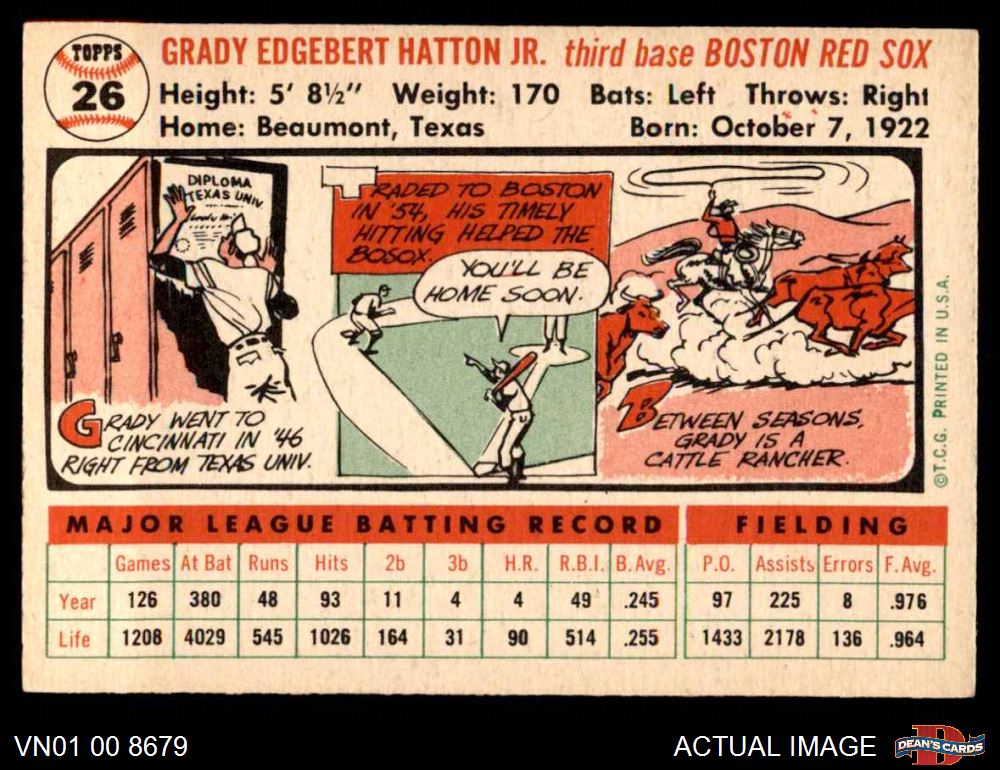 TOPPS
26
GRADY EDGEBERT HATTON JR. third base BOSTON RED SOX
Height: 5' 8½" Weight: 170 Bats: Left Throws: Right
Home: Beaumont, Texas Born: October 7, 1922
DIPLOMA
TEXAS UNIV.
GRADY WENT TO
CINCINNATI IN '46
RIGHT FROM TEXAS UNIV.
TRADED TO BOSTON
IN '54, HIS TIMELY
HITTING HELPED THE
BOSOX.
YOU'LL BE
HOME SOON.
BETWEEN SEASONS,
GRADY IS A
CATTLE RANCHER.
©T.C.G. PRINTED IN U.S.A.
MAJOR LEAGUE BATTING RECORD FIELDING
Games At Bat Runs Hits 2b 3b H.R. R.B.I. B. Avg. P.O. Assists Errors F. Avg.
Year 126 380 48 93 11 4 4 49 .245 97 225 8 .976
Life 1208 4029 545 1026 164 31 90 514 .255 1433 2178 136 .964
VN01 00 8679
ACTUAL IMAGE
D
DEAN'S CARDS